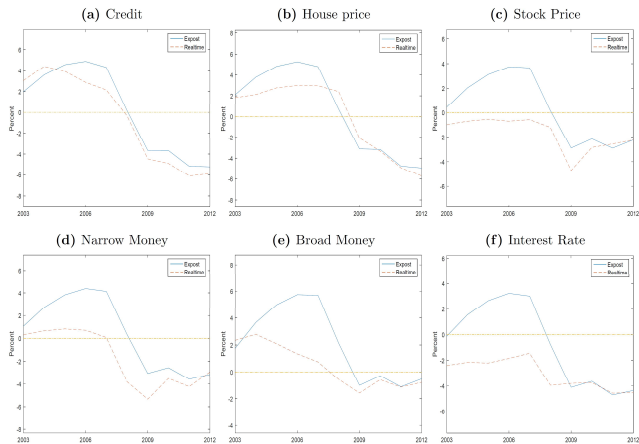 (a) Credit
(b) House price
(c) Stock Price
Expost
Realtime
Percent
6
4
2
0
-2
-4
-6
-8
2003 2006 2009 2012
Expost
Realtime
Percent
8
6
4
2
0
-2
-4
-6
-8
2003 2006 2009 2012
Expost
Realtime
Percent
6
4
2
0
-2
-4
-6
2003 2006 2009 2012
(d) Narrow Money
(e) Broad Money
(f) Interest Rate
Expost
Realtime
Percent
6
4
2
0
-2
-4
-6
-8
2003 2006 2009 2012
Expost
Realtime
Percent
8
6
4
2
0
-2
-4
2003 2006 2009 2012
Expost
Realtime
Percent
6
4
2
0
-2
-4
-6
2003 2006 2009 2012